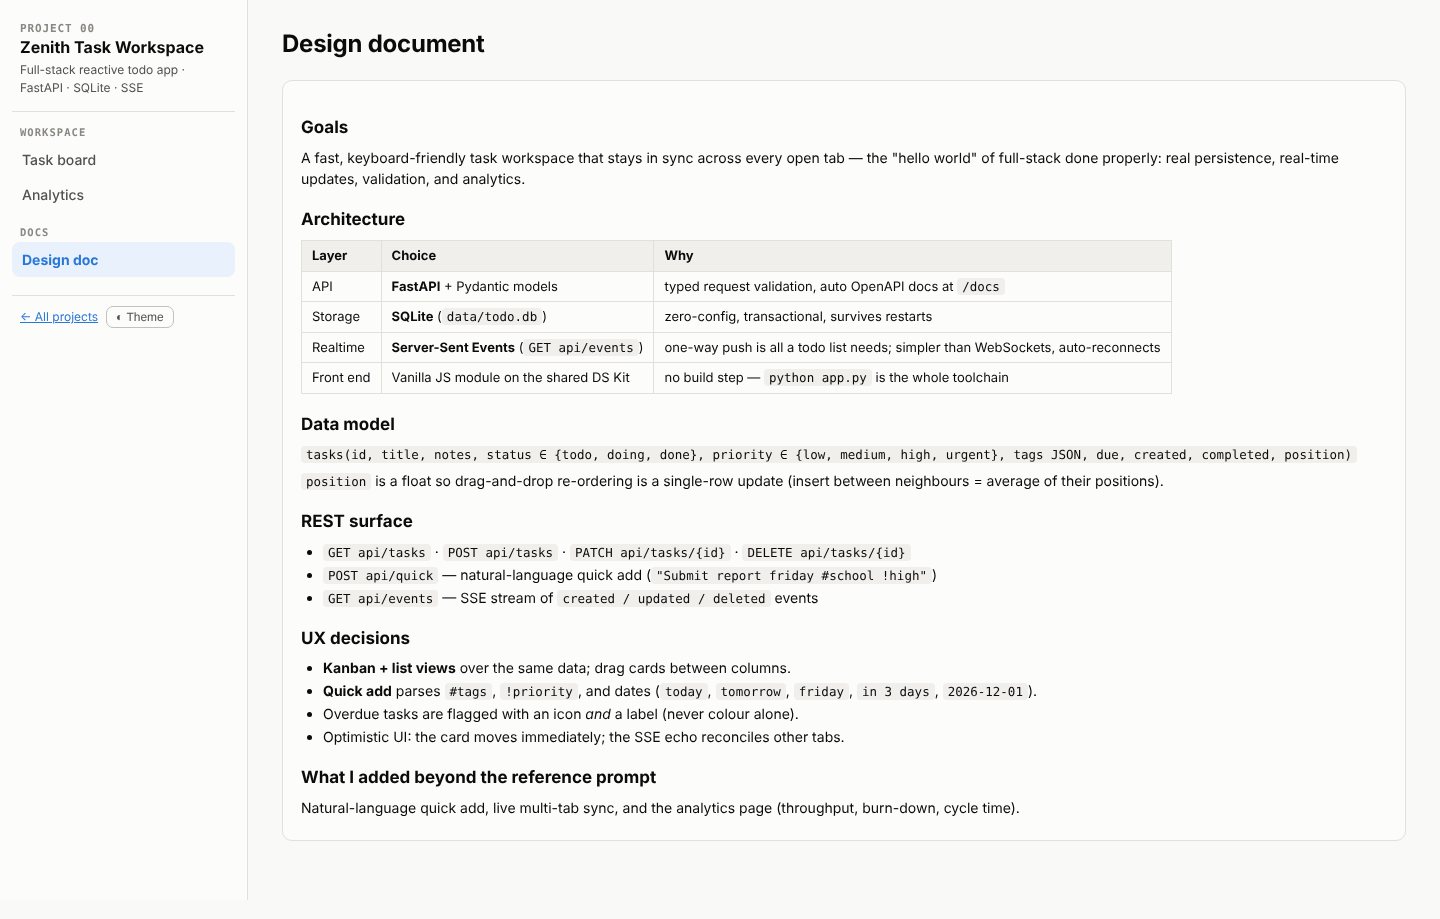 PROJECT 00
Zenith Task Workspace
Full-stack reactive todo app ·
FastAPI · SQLite · SSE
WORKSPACE
Task board
Analytics
DOCS
Design doc
← All projects
Theme
Design document
Goals
A fast, keyboard-friendly task workspace that stays in sync across every open tab — the "hello world" of full-stack done properly: real persistence, real-time
updates, validation, and analytics.
Architecture
Layer Choice Why
API FastAPI + Pydantic models typed request validation, auto OpenAPI docs at /docs
Storage SQLite ( data/todo.db ) zero-config, transactional, survives restarts
Realtime Server-Sent Events ( GET api/events ) one-way push is all a todo list needs; simpler than WebSockets, auto-reconnects
Front end Vanilla JS module on the shared DS Kit no build step — python app.py is the whole toolchain
Data model
tasks(id, title, notes, status ∈ {todo, doing, done}, priority ∈ {low, medium, high, urgent}, tags JSON, due, created, completed, position)
position is a float so drag-and-drop re-ordering is a single-row update (insert between neighbours = average of their positions).
REST surface
• GET api/tasks · POST api/tasks · PATCH api/tasks/{id} · DELETE api/tasks/{id}
• POST api/quick — natural-language quick add ( "Submit report friday #school !high" )
• GET api/events — SSE stream of created / updated / deleted events
UX decisions
• Kanban + list views over the same data; drag cards between columns.
• Quick add parses #tags , !priority , and dates ( today , tomorrow , friday , in 3 days , 2026-12-01 ).
• Overdue tasks are flagged with an icon and a label (never colour alone).
• Optimistic UI: the card moves immediately; the SSE echo reconciles other tabs.
What I added beyond the reference prompt
Natural-language quick add, live multi-tab sync, and the analytics page (throughput, burn-down, cycle time).